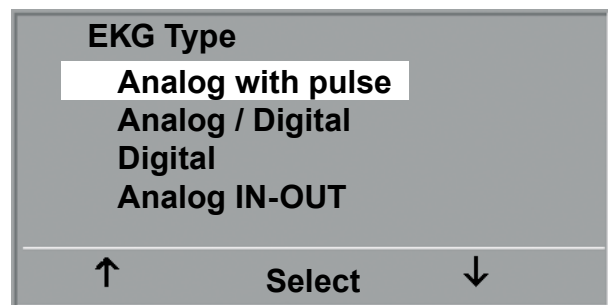 EKG Type
Analog with pulse
Analog / Digital
Digital
Analog IN-OUT
↑ Select ↓